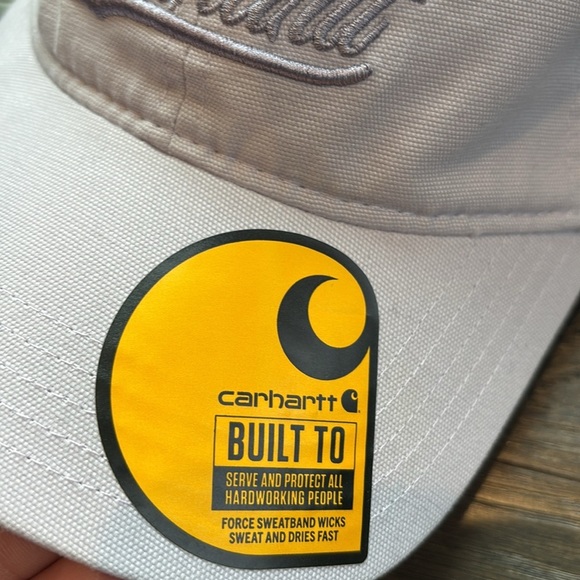 carhartt
BUILT TO
SERVE AND PROTECT ALL
HARDWORKING PEOPLE
FORCE SWEATBAND WICKS
SWEAT AND DRIES FAST